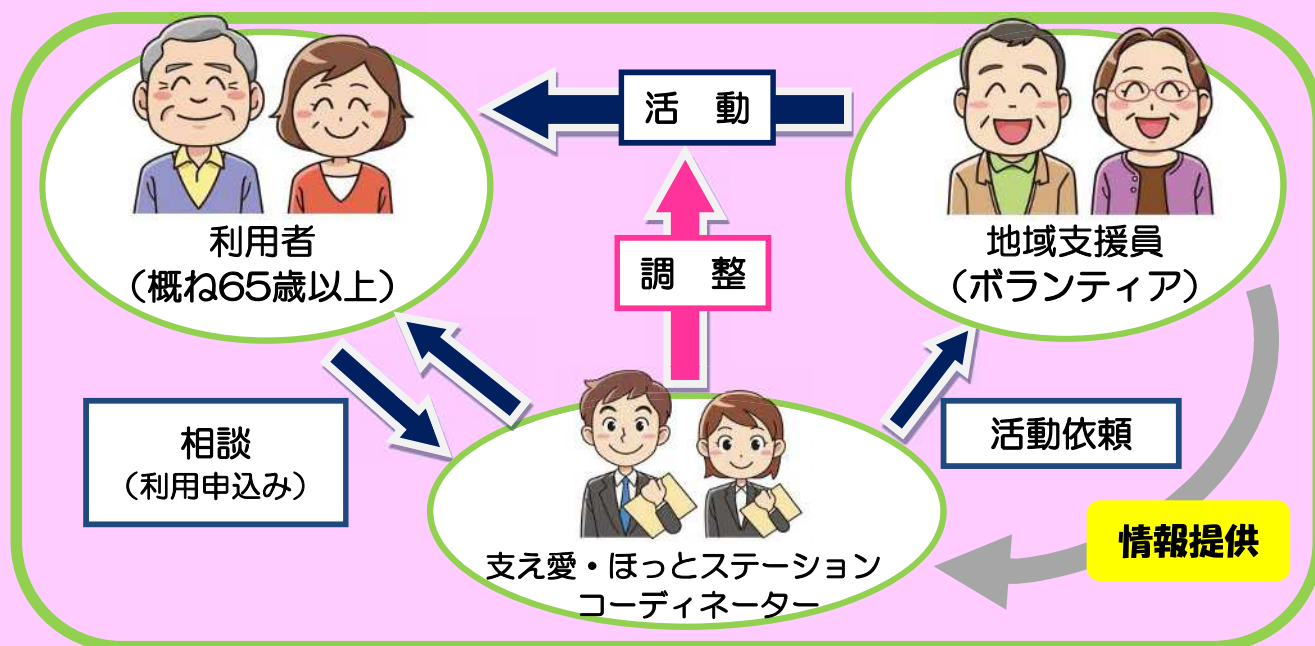 活　動
利用者
（概ね65歳以上）
地域支援員
（ボランティア）
調　整
相談
（利用申込み）
活動依頼
情報提供
支え愛・ほっとステーション
コーディネーター